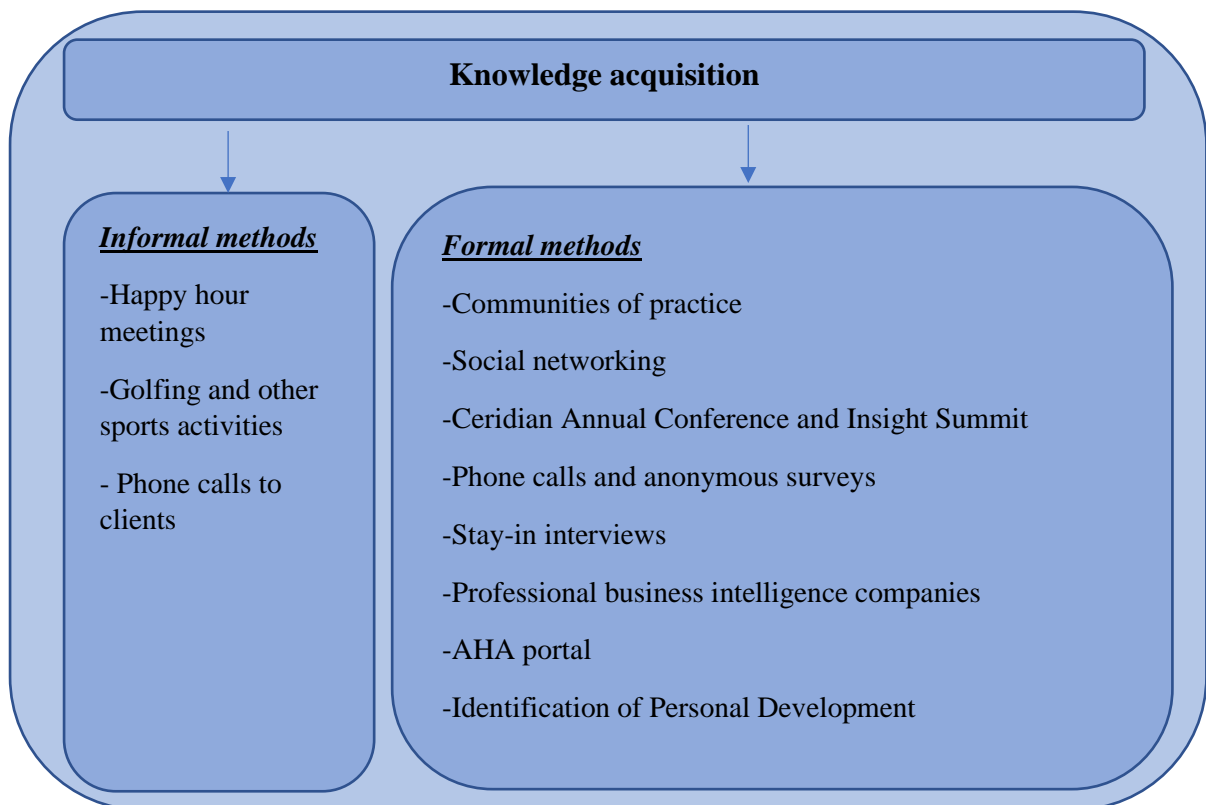 Knowledge acquisition
Informal methods
-Happy hour
meetings
-Golfing and other
sports activities
- Phone calls to
clients
Formal methods
-Communities of practice
-Social networking
-Ceridian Annual Conference and Insight Summit
-Phone calls and anonymous surveys
-Stay-in interviews
-Professional business intelligence companies
-AHA portal
-Identification of Personal Development